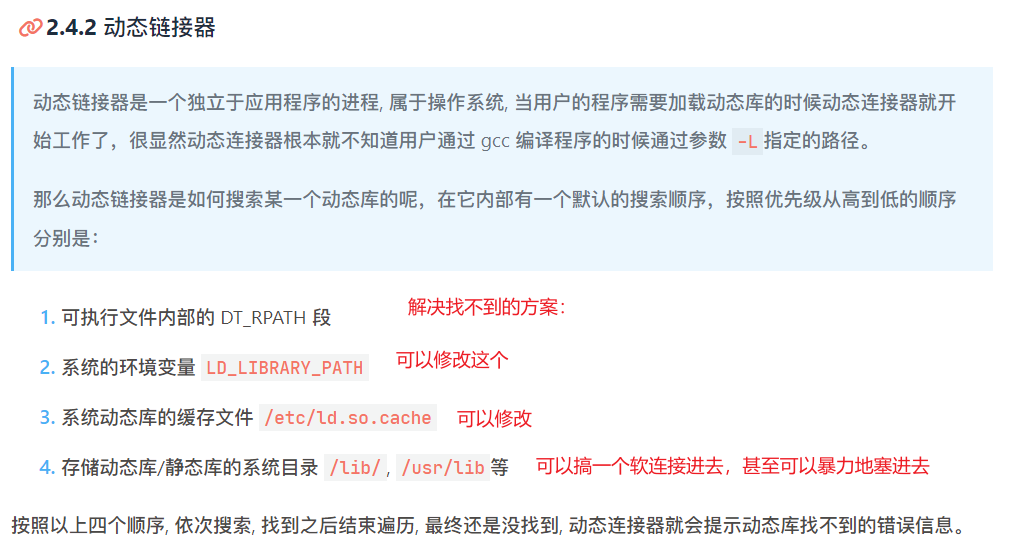 2.4.2 动态链接器
动态链接器是一个独立于应用程序的进程, 属于操作系统, 当用户的程序需要加载动态库的时候动态连接器就开
始工作了，很显然动态连接器根本就不知道用户通过 gcc 编译程序的时候通过参数 -L 指定的路径。
那么动态链接器是如何搜索某一个动态库的呢，在它内部有一个默认的搜索顺序，按照优先级从高到低的顺序
分别是：
1. 可执行文件内部的 DT_RPATH 段 解决找不到的方案：
2. 系统的环境变量 LD_LIBRARY_PATH 可以修改这个
3. 系统动态库的缓存文件 /etc/ld.so.cache 可以修改
4. 存储动态库/静态库的系统目录 /lib/, /usr/lib 等 可以搞一个软连接进去，甚至可以暴力地塞进去
按照以上四个顺序, 依次搜索, 找到之后结束遍历, 最终还是没找到, 动态连接器就会提示动态库找不到的错误信息。